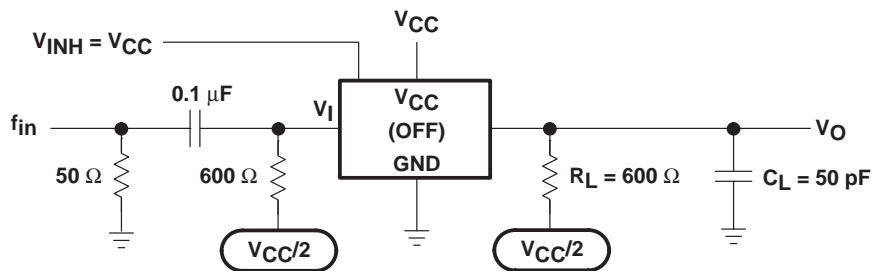 VCC
VINH = VCC
0.1 μF
VI
VCC
(OFF)
GND
fin
VO
50 Ω
600 Ω
RL = 600 Ω
CL = 50 pF
VCC/2
VCC/2